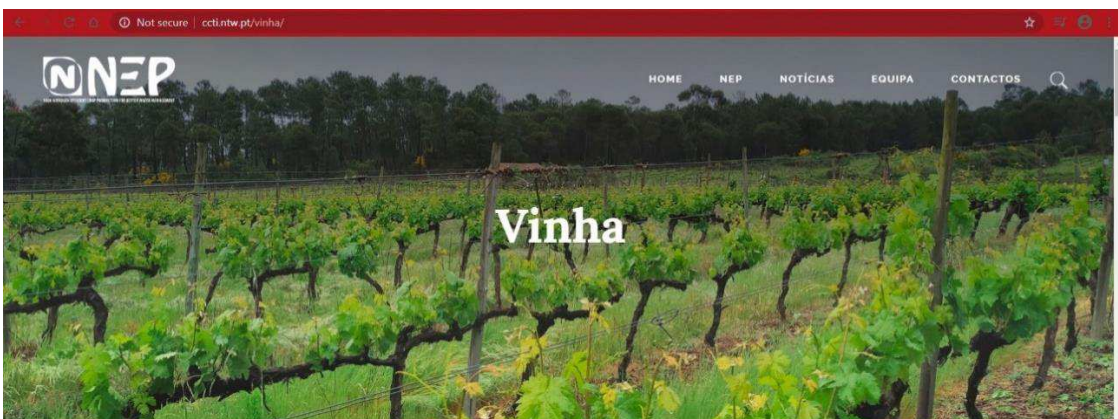 Not secure | ccti.ntw.pt/vinha/
N NEP
HOME NEP NOTÍCIAS EQUIPA CONTACTOS
Vinha